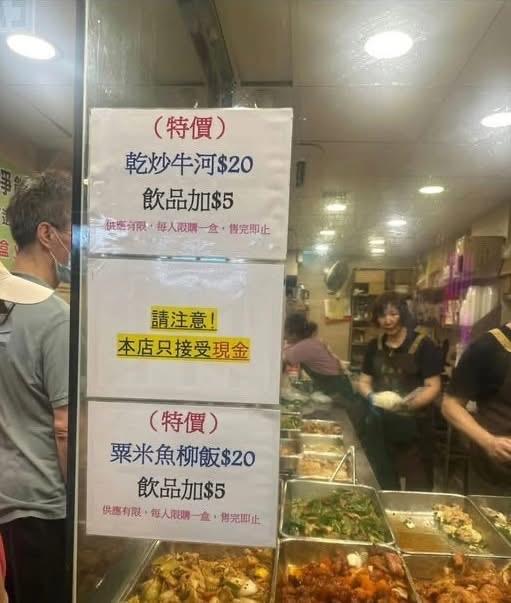 （特價）
乾炒牛河$20
飲品加$5
供應有限，每人限購一盒，售完即止
請注意!
本店只接受現金
（特價）
粟米魚柳飯$20
飲品加$5
供應有限，每人限購一盒，售完即止